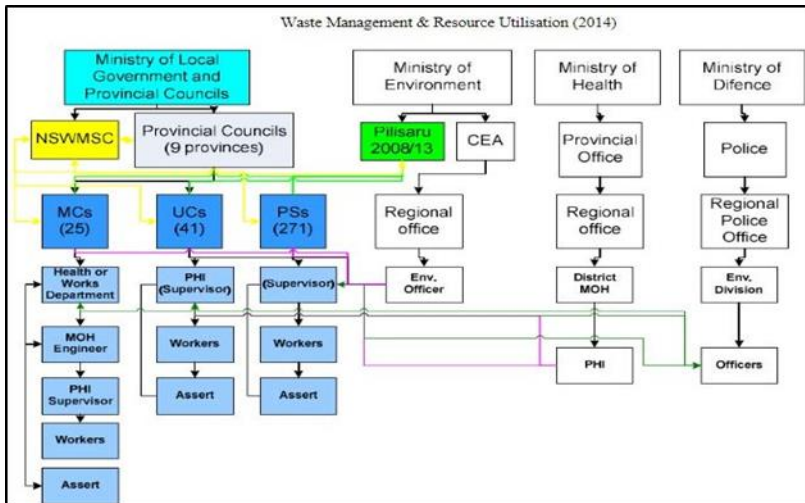 Waste Management & Resource Utilisation (2014)
Ministry of Local
Government and
Provincial Councils
Ministry of
Environment
Ministry of
Health
Ministry of
Difence
NSWMSC
Provincial Councils
(9 provinces)
Pilisaru
2008/13
CEA
Provincial
Office
Police
MCs
(25)
UCs
(41)
PSs
(271)
Regional
office
Regional
office
Regional
Police
Office
Health or
Works
Department
PHI
(Supervisor)
(Supervisor)
Env,
Officer
District
MOH
Env,
Division
MOH
Engineer
Workers
Workers
PHI
Officers
PHI
Supervisor
Assert
Assert
Workers
Assert